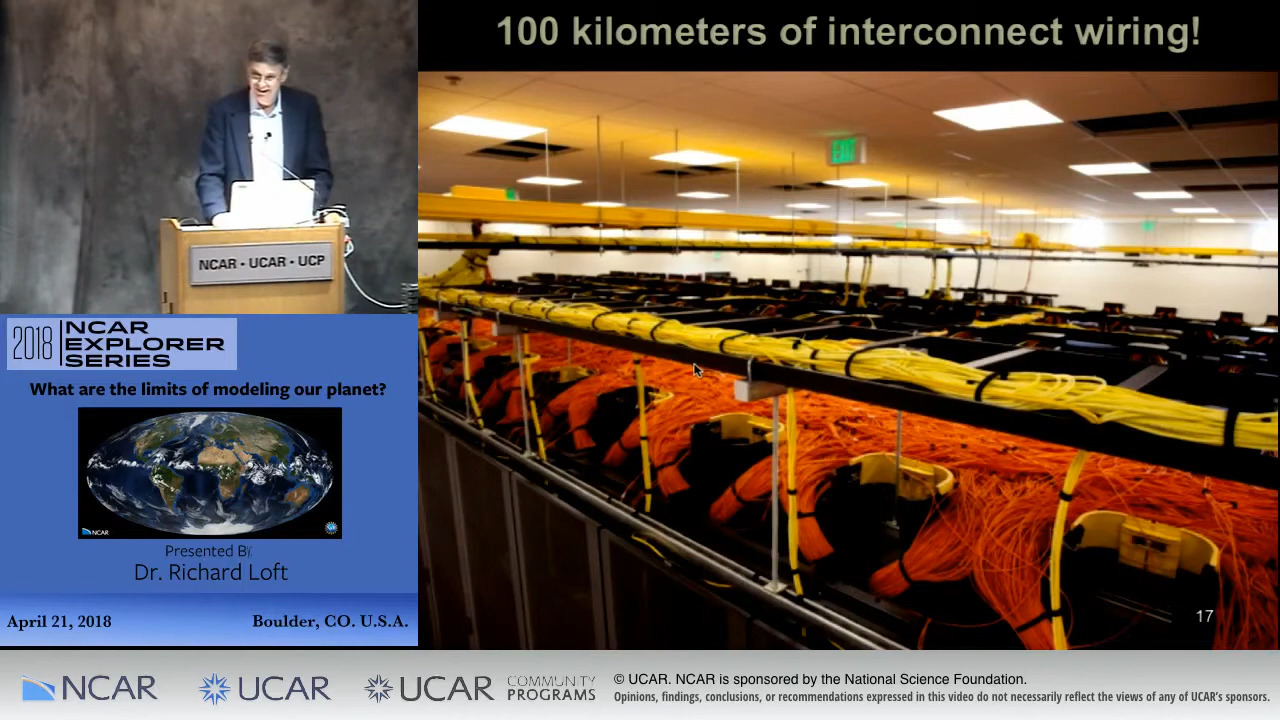 100 kilometers of interconnect wiring!
EXIT
NCAR • UCAR • UCP
2018 NCAR
EXPLORER
SERIES
What are the limits of modeling our planet?
NCAR
Presented By:
Dr. Richard Loft
April 21, 2018
Boulder, CO. U.S.A.
17
NCAR
UCAR
UCAR COMMUNITY
PROGRAMS
© UCAR. NCAR is sponsored by the National Science Foundation.
Opinions, findings, conclusions, or recommendations expressed in this video do not necessarily reflect the views of any of UCAR's sponsors.